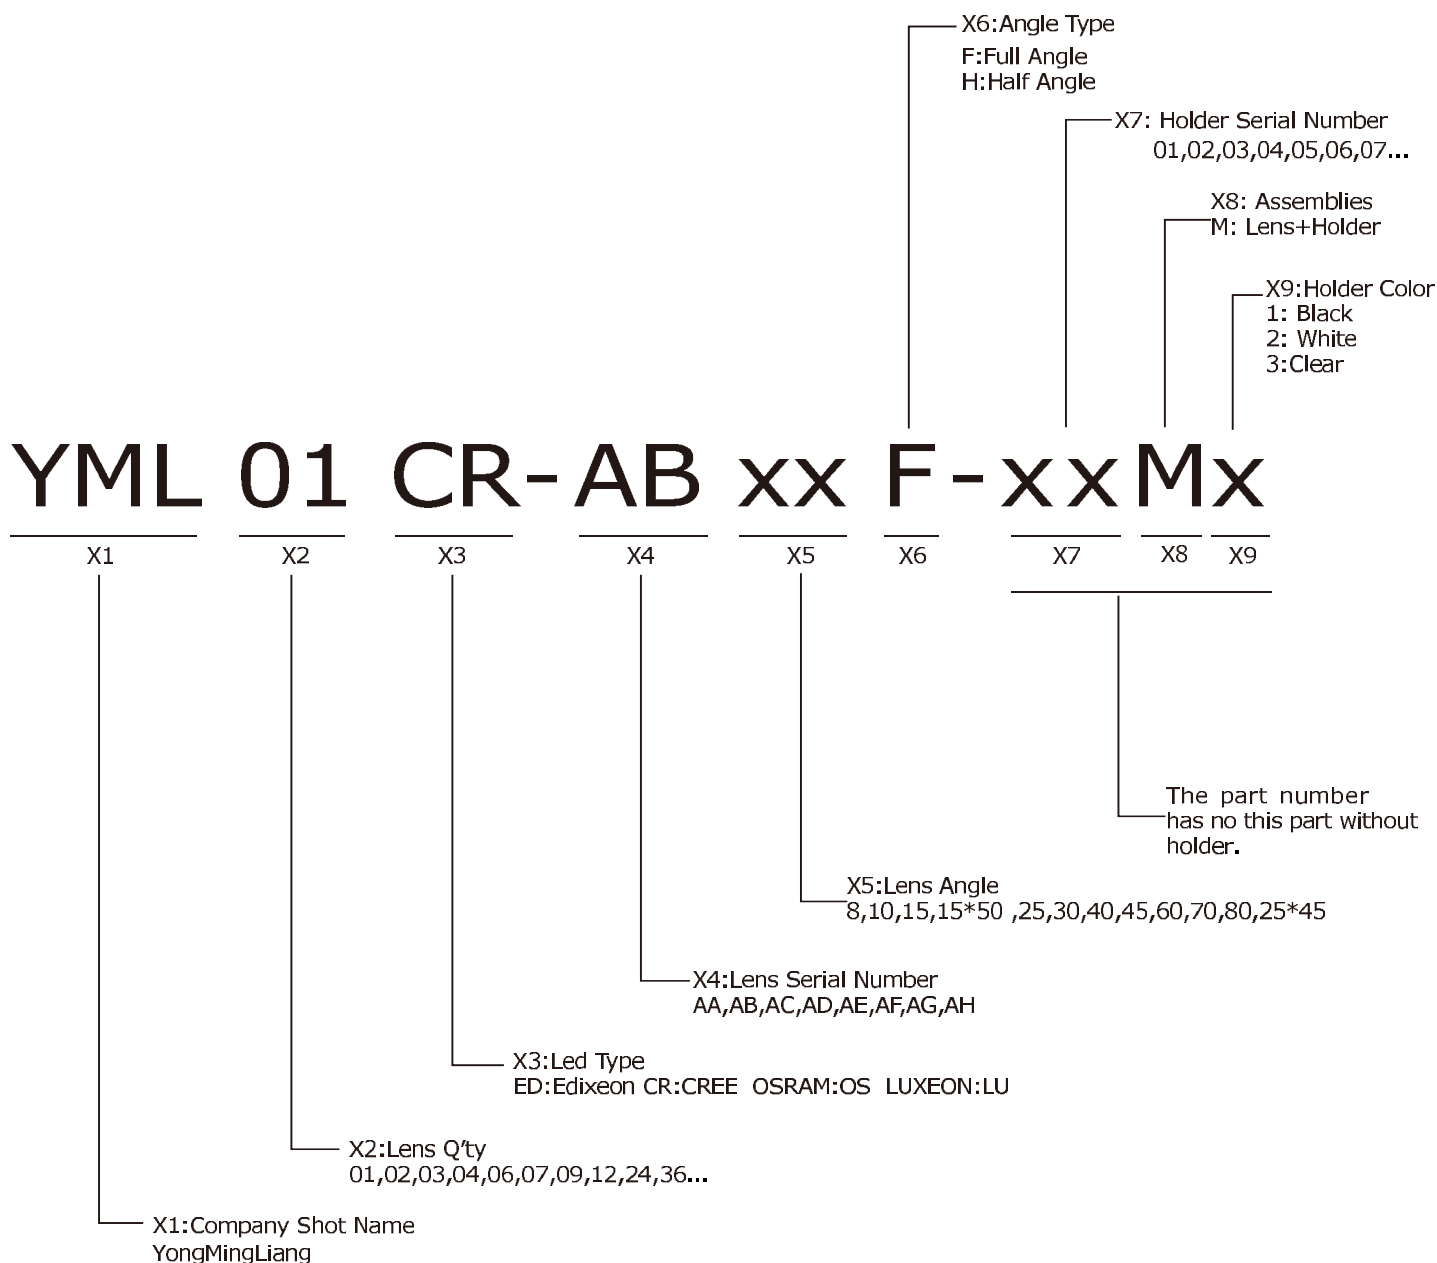 X6:Angle Type
F:Full Angle
H:Half Angle
X7: Holder Serial Number
01,02,03,04,05,06,07...
X8: Assemblies
M: Lens+Holder
X9:Holder Color
1: Black
2: White
3:Clear
YML 01 CR-AB xx F-xxMx
X1 X2 X3 X4 X5 X6 X7 X8 X9
The part number
has no this part without
holder.
X5:Lens Angle
8,10,15,15*50 ,25,30,40,45,60,70,80,25*45
X4:Lens Serial Number
AA,AB,AC,AD,AE,AF,AG,AH
X3:Led Type
ED:Edixeon CR:CREE OSRAM:OS LUXEON:LU
X2:Lens Q'ty
01,02,03,04,06,07,09,12,24,36...
X1:Company Shot Name
YongMingLiang